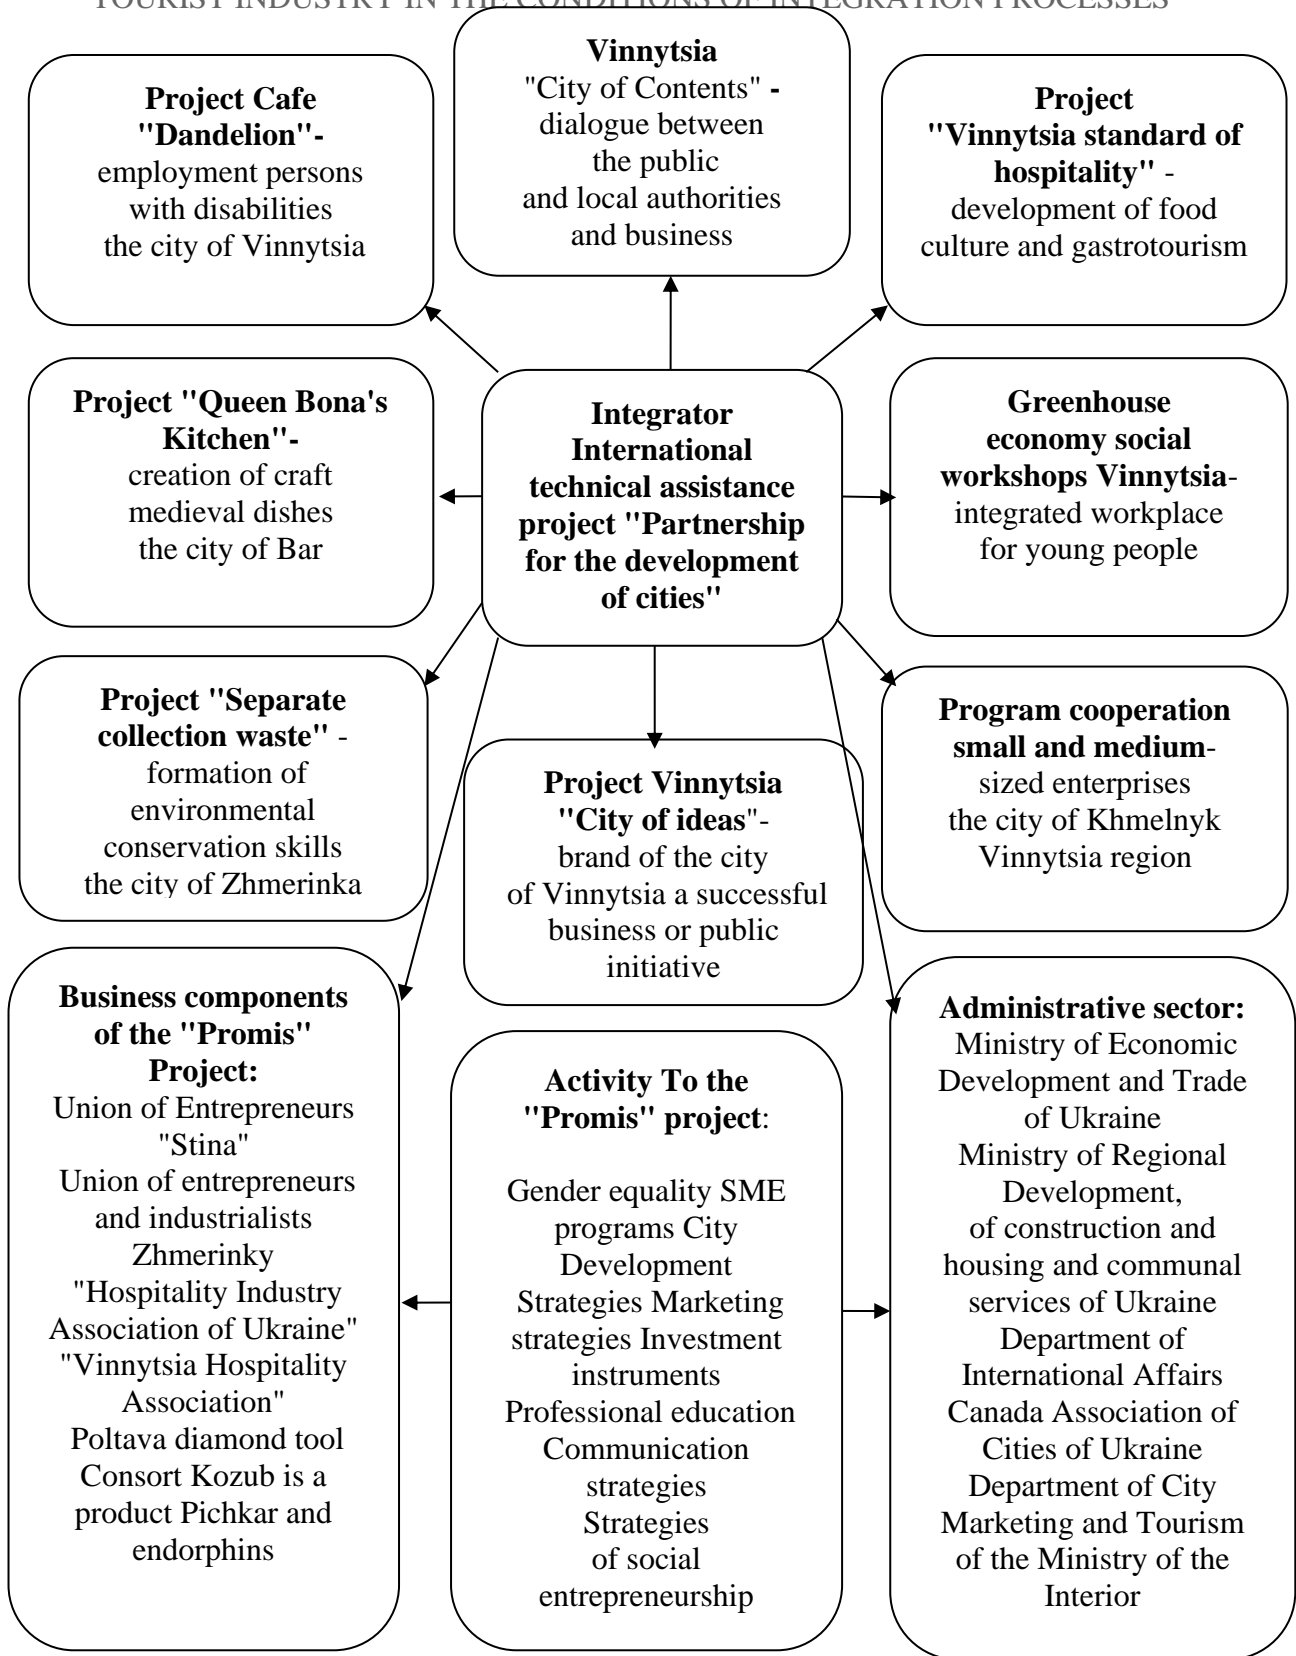 TOURIST INDUSTRY IN THE CONDITIONS OF INTEGRATION PROCESSES
Project Cafe
"Dandelion"-
employment persons
with disabilities
the city of Vinnytsia
Vinnytsia
"City of Contents" -
dialogue between
the public
and local authorities
and business
Project
"Vinnytsia standard of
hospitality" -
development of food
culture and gastrotourism
Project "Queen Bona's
Kitchen"-
creation of craft
medieval dishes
the city of Bar
Integrator
International
technical assistance
project "Partnership
for the development
of cities"
Greenhouse
economy social
workshops Vinnytsia-
integrated workplace
for young people
Project "Separate
collection waste" -
formation of
environmental
conservation skills
the city of Zhmerinka
Project Vinnytsia
"City of ideas"-
brand of the city
of Vinnytsia a successful
business or public
initiative
Program cooperation
small and medium-
sized enterprises
the city of Khmelnyk
Vinnytsia region
Business components
of the "Promis"
Project:
Union of Entrepreneurs
"Stina"
Union of entrepreneurs
and industrialists
Zhmerinky
"Hospitality Industry
Association of Ukraine"
"Vinnytsia Hospitality
Association"
Poltava diamond tool
Consort Kozub is a
product Pichkar and
endorphins
Activity To the
"Promis" project:
Gender equality SME
programs City
Development
Strategies Marketing
strategies Investment
instruments
Professional education
Communication
strategies
Strategies
of social
entrepreneurship
Administrative sector:
Ministry of Economic
Development and Trade
of Ukraine
Ministry of Regional
Development,
of construction and
housing and communal
services of Ukraine
Department of
International Affairs
Canada Association of
Cities of Ukraine
Department of City
Marketing and Tourism
of the Ministry of the
Interior